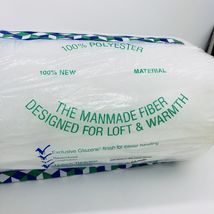 100% POLYESTER
100% NEW MATERIAL
THE MANMADE FIBER
DESIGNED FOR LOFT & WARMTH
Exclusive Glazene® finish for easier handling